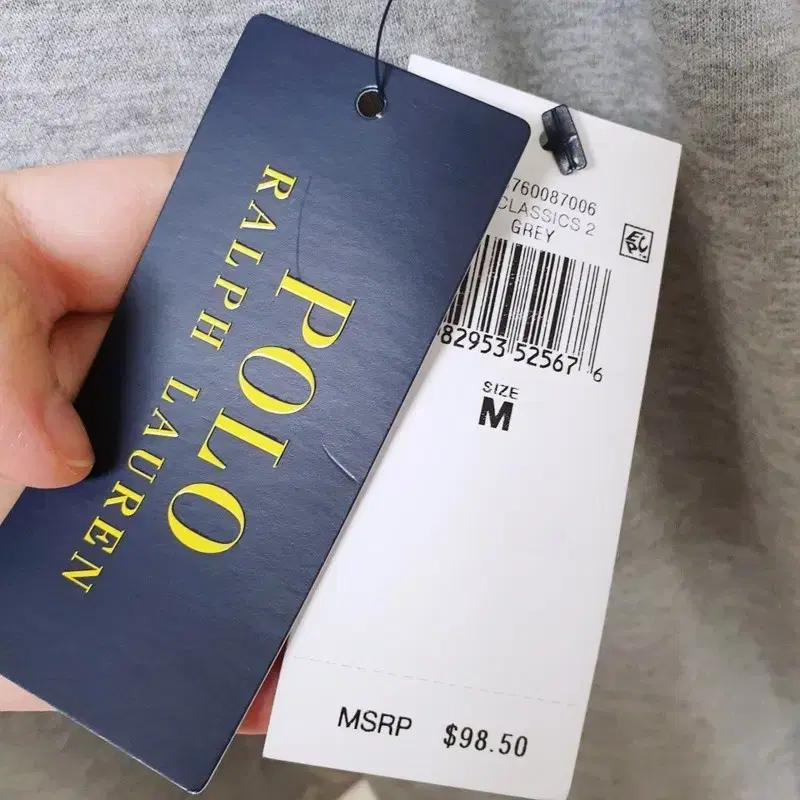 POLO
RALPH LAUREN
760087006
CLASSICS 2
GREY
82953 52567 6
SIZE
M
MSRP $98.50